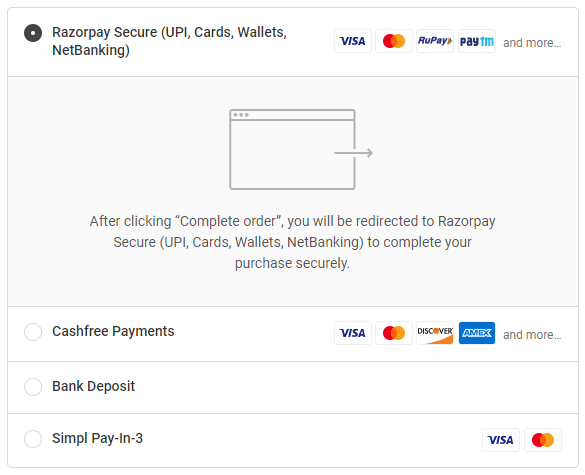 Razorpay Secure (UPI, Cards, Wallets,
NetBanking)
VISA RuPay paytm and more...
After clicking “Complete order”, you will be redirected to Razorpay
Secure (UPI, Cards, Wallets, NetBanking) to complete your
purchase securely.
Cashfree Payments VISA DISCOVER AMEX and more...
Bank Deposit
Simpl Pay-In-3 VISA